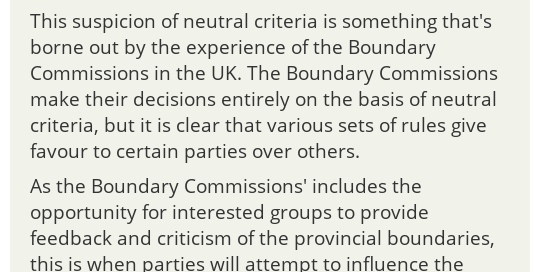 This suspicion of neutral criteria is something that's
borne out by the experience of the Boundary
Commissions in the UK. The Boundary Commissions
make their decisions entirely on the basis of neutral
criteria, but it is clear that various sets of rules give
favour to certain parties over others.
As the Boundary Commissions' includes the
opportunity for interested groups to provide
feedback and criticism of the provincial boundaries,
this is when parties will attempt to influence the